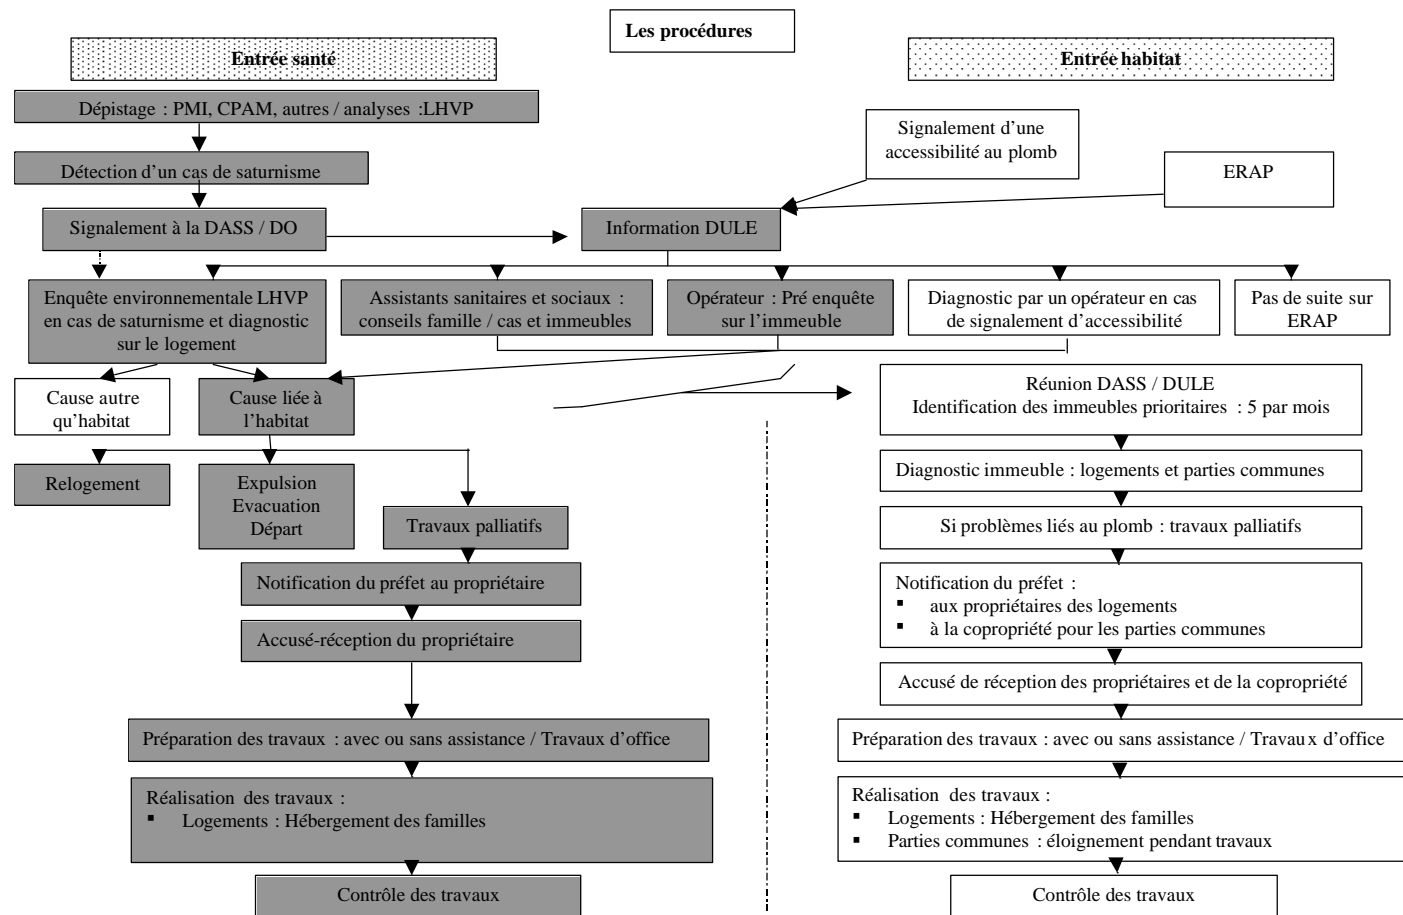 Les procédures
Entrée santé
Entrée habitat
Dépistage : PMI, CPAM, autres / analyses :LHVP
Signalement d’une
accessibilité au plomb
ERAP
Détection d’un cas de saturnisme
Signalement à la DASS / DO
Information DULE
Enquête environnementale LHVP
en cas de saturnisme et diagnostic
sur le logement
Assistants sanitaires et sociaux :
conseils famille / cas et immeubles
Opérateur : Pré enquête
sur l’immeuble
Diagnostic par un opérateur en cas
de signalement d’accessibilité
Pas de suite sur
ERAP
Cause autre
qu’habitat
Cause liée à
l’habitat
Réunion DASS / DULE
Identification des immeubles prioritaires : 5 par mois
Relogement
Expulsion
Evacuation
Départ
Travaux palliatifs
Diagnostic immeuble : logements et parties communes
Si problèmes liés au plomb : travaux palliatifs
Notification du préfet au propriétaire
Notification du préfet :
▪ aux propriétaires des logements
▪ à la copropriété pour les parties communes
Accusé-réception du propriétaire
Accusé de réception des propriétaires et de la copropriété
Préparation des travaux : avec ou sans assistance / Travaux d’office
Préparation des travaux : avec ou sans assistance / Travaux d’office
Réalisation des travaux :
▪ Logements : Hébergement des familles
Réalisation des travaux :
▪ Logements : Hébergement des familles
▪ Parties communes : éloignement pendant travaux
Contrôle des travaux
Contrôle des travaux